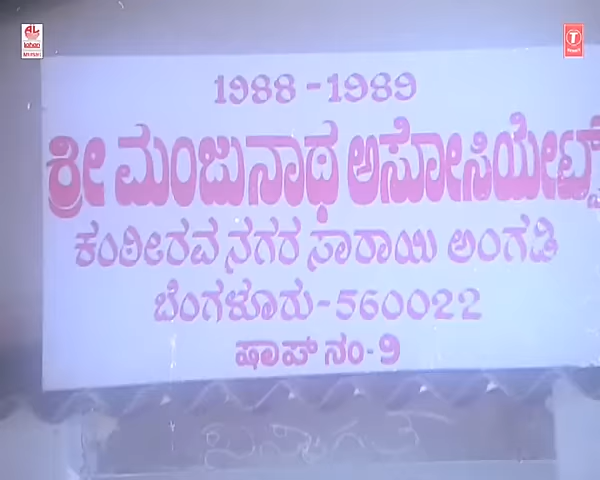 1988-1989
ಶ್ರೀ ಮಂಜುನಾಥ ಅಸೋಸಿಯೇಟ್ಸ್
ಕಂಠೀರವ ನಗರ ಸಾರಾಯಿ ಅಂಗಡಿ
ಬೆಂಗಳೂರು-560022
ಷಾಪ್ ನಂ-9